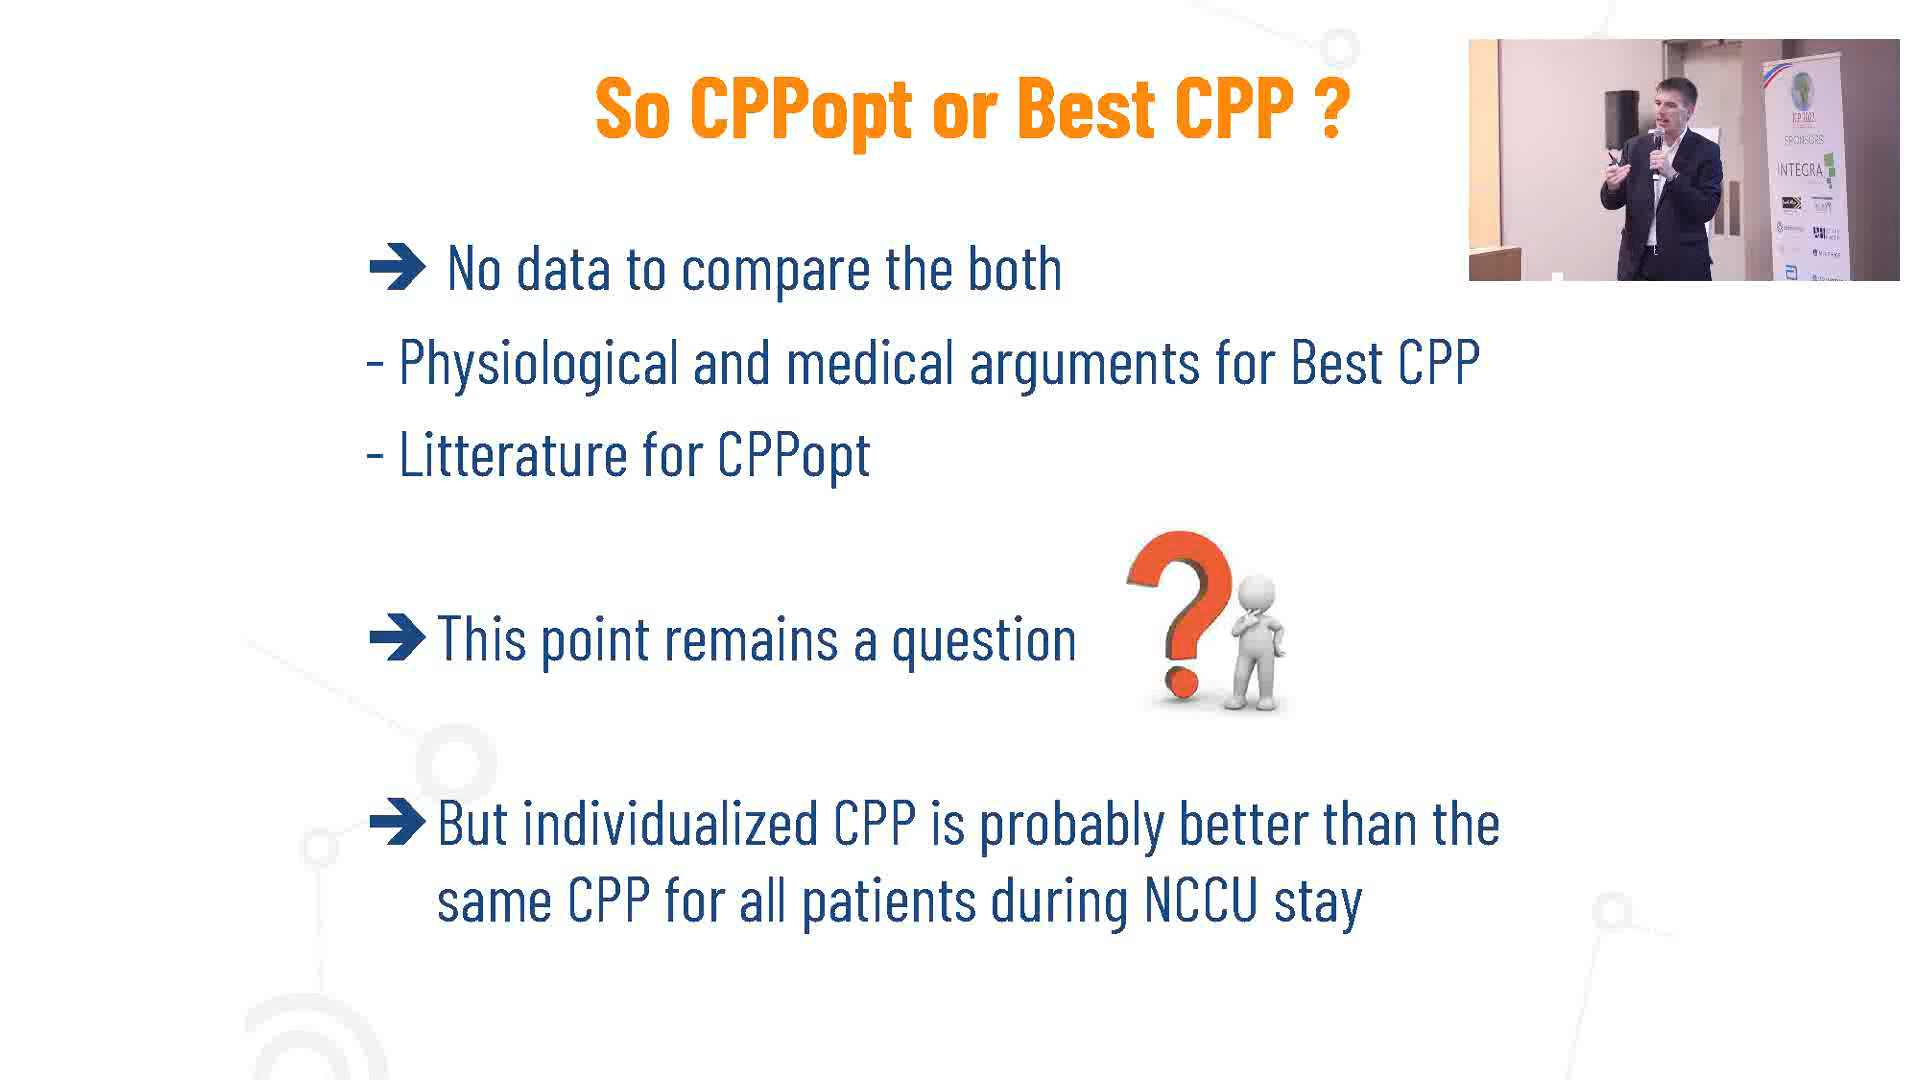 So CPPopt or Best CPP ?
➔ No data to compare the both
- Physiological and medical arguments for Best CPP
- Litterature for CPPopt
➔ This point remains a question
➔ But individualized CPP is probably better than the
same CPP for all patients during NCCU stay
SPONSORS
INTEGRA